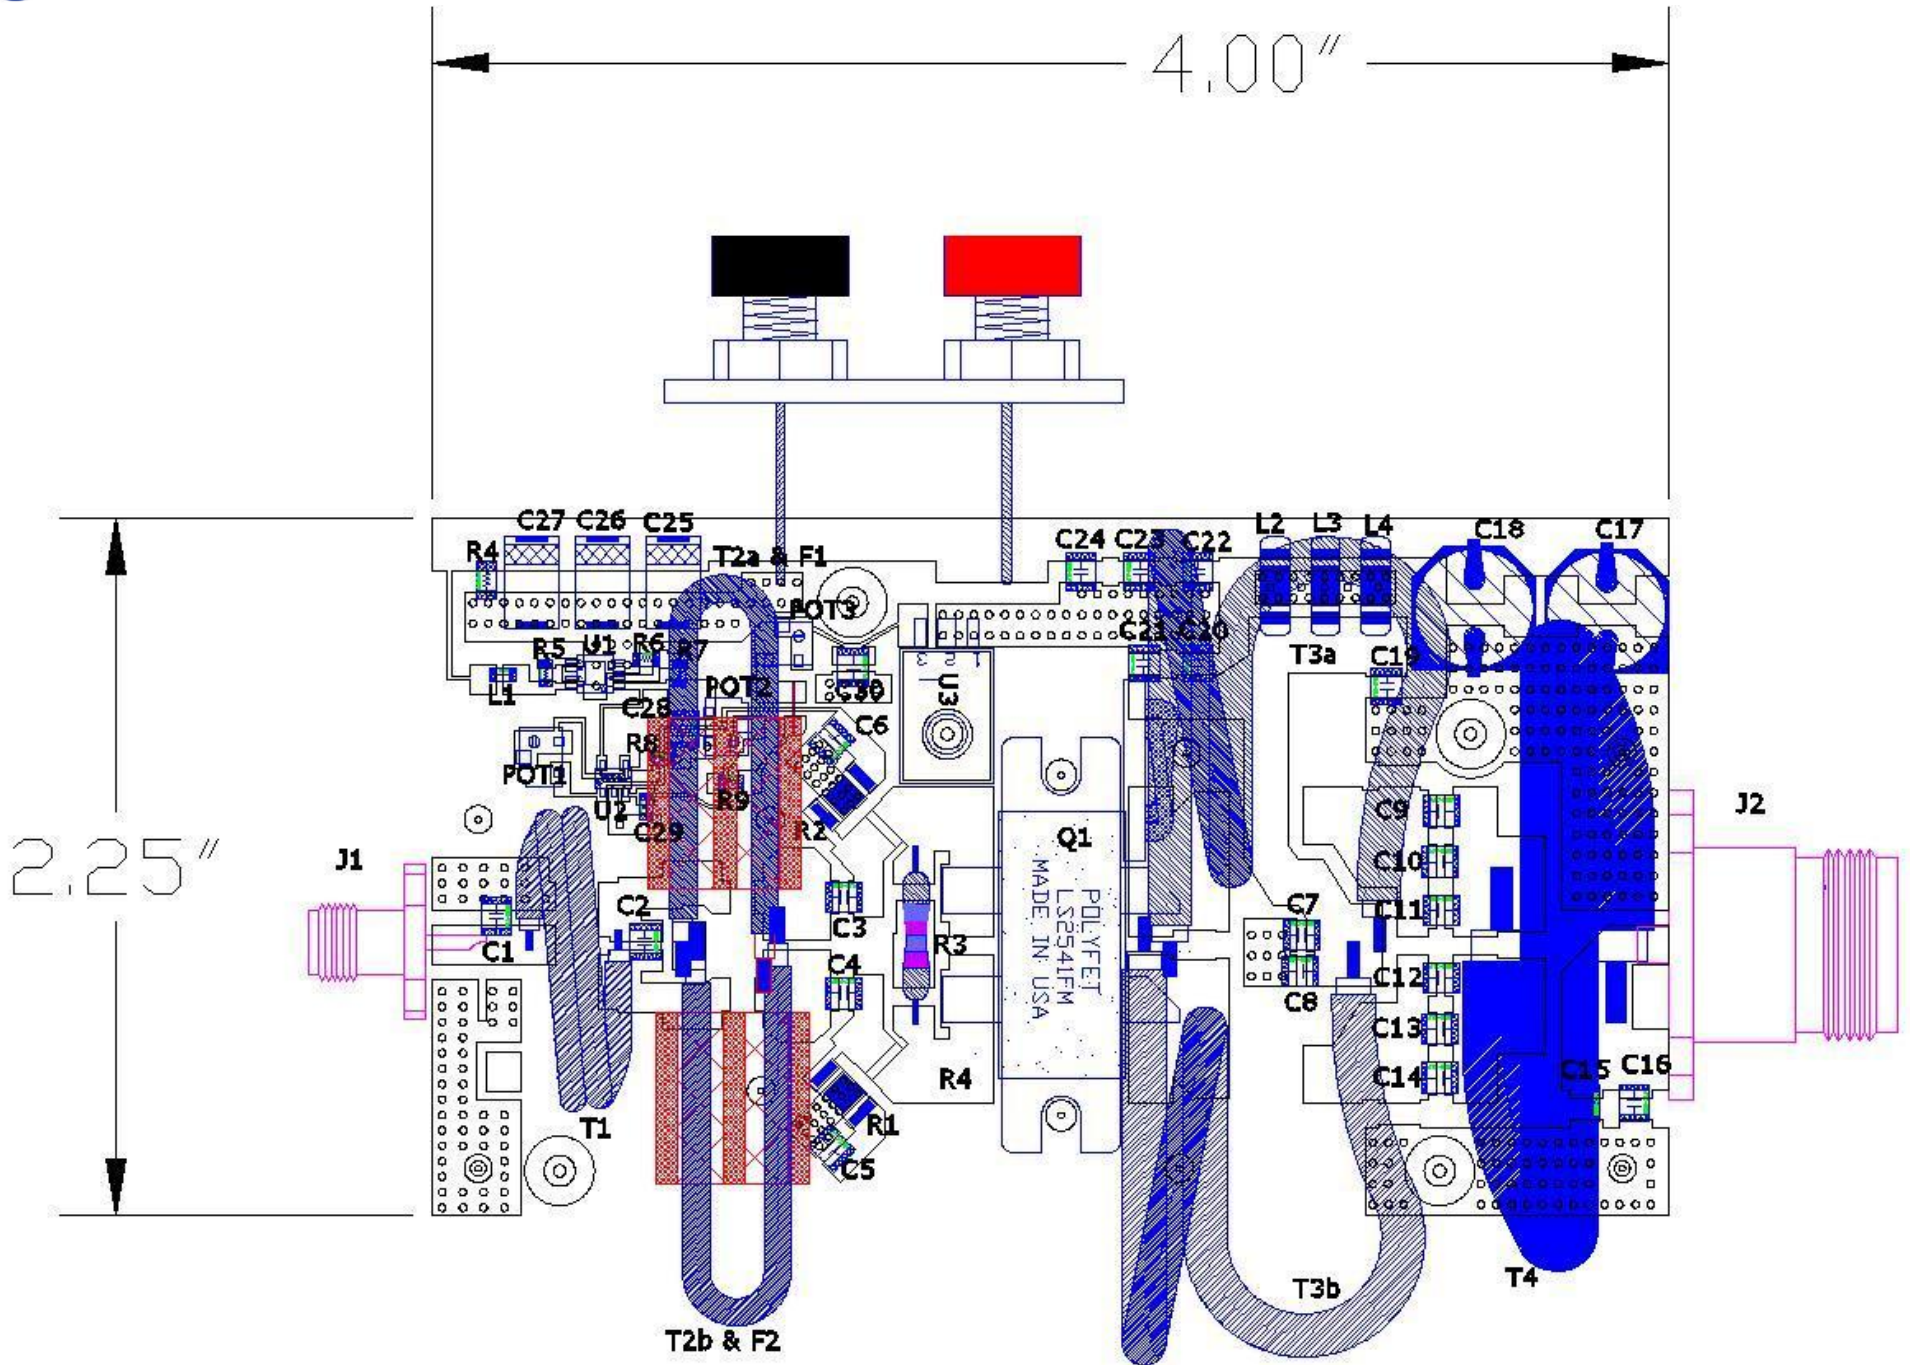 4.00"
C27 C26 C25
R4
T2a & F1
C24 C23 C22
L2 L3 L4
C18 C17
POT3
R5 U1 R6 R7
C21 C20
T3a
C19
L1
POT2
C30
3 2 1
U3
C28
C6
R8
POT1
U2
R9
C29
R2
Q1
C9
J2
2.25"
J1
C10
C2
C1
C3
R3
C7
C11
C4
POLYFET
LS2541FM
MADE IN USA
C8
C12
C13
R4
C14
C15 C16
T1
R1
C5
T3b
T4
T2b & F2